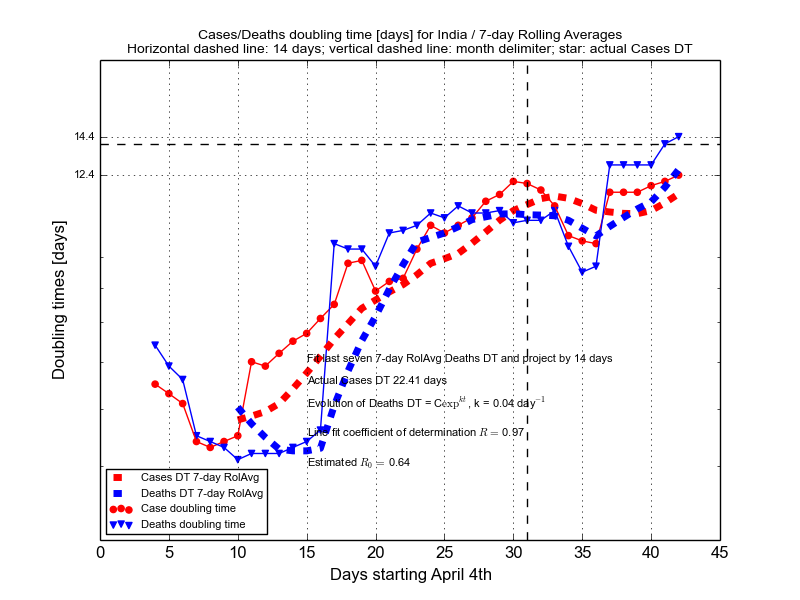 Cases/Deaths doubling time [days] for India / 7-day Rolling Averages
Horizontal dashed line: 14 days; vertical dashed line: month delimiter; star: actual Cases DT
14.4
12.4
Doubling times [days]
Fit last seven 7-day RolAvg Deaths DT and project by 14 days
Actual Cases DT 22.41 days
Evolution of Deaths DT = Cexp^{kt}, k = 0.04 day^{-1}
Line fit coefficient of determination R = 0.97
Estimated R_0 = 0.64
Cases DT 7-day RolAvg
Deaths DT 7-day RolAvg
Case doubling time
Deaths doubling time
0 5 10 15 20 25 30 35 40 45
Days starting April 4th